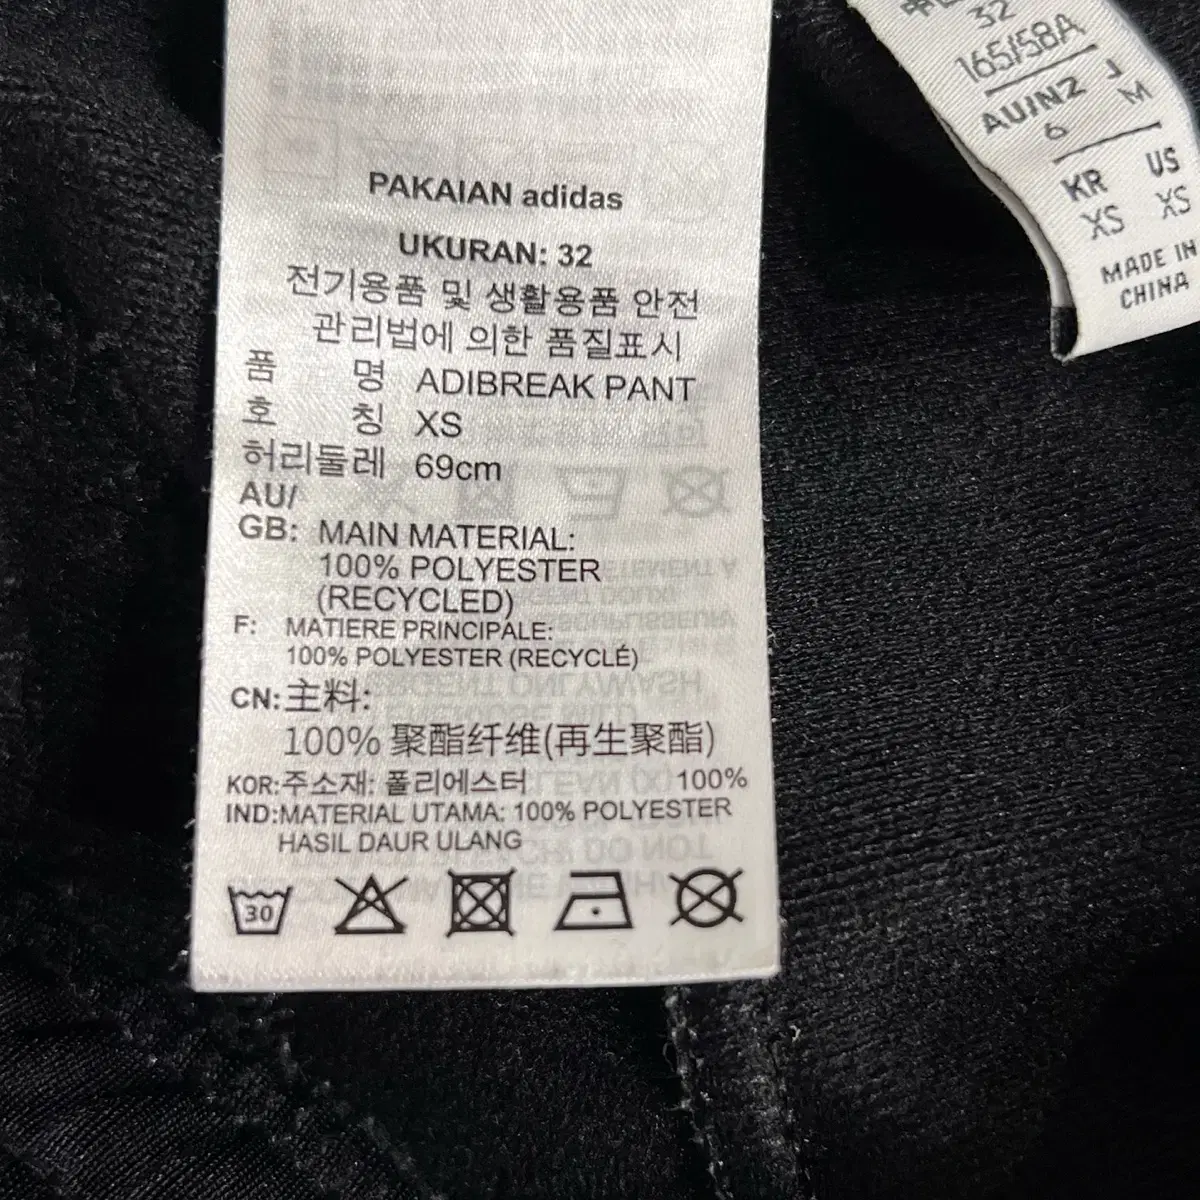 PAKAIAN adidas
UKURAN: 32
전기용품 및 생활용품 안전
관리법에 의한 품질표시
품 명 ADIBREAK PANT
호 칭 XS
허리둘레 69cm
AU/
GB: MAIN MATERIAL:
100% POLYESTER
(RECYCLED)
F: MATIERE PRINCIPALE:
100% POLYESTER (RECYCLÉ)
CN:主料:
100% 聚酯纤维(再生聚酯)
KOR:주소재: 폴리에스터 100%
IND:MATERIAL UTAMA: 100% POLYESTER
HASIL DAUR ULANG
30
32
165/58A
AU/NZ J
6 M
KR US
XS XS
MADE IN
CHINA